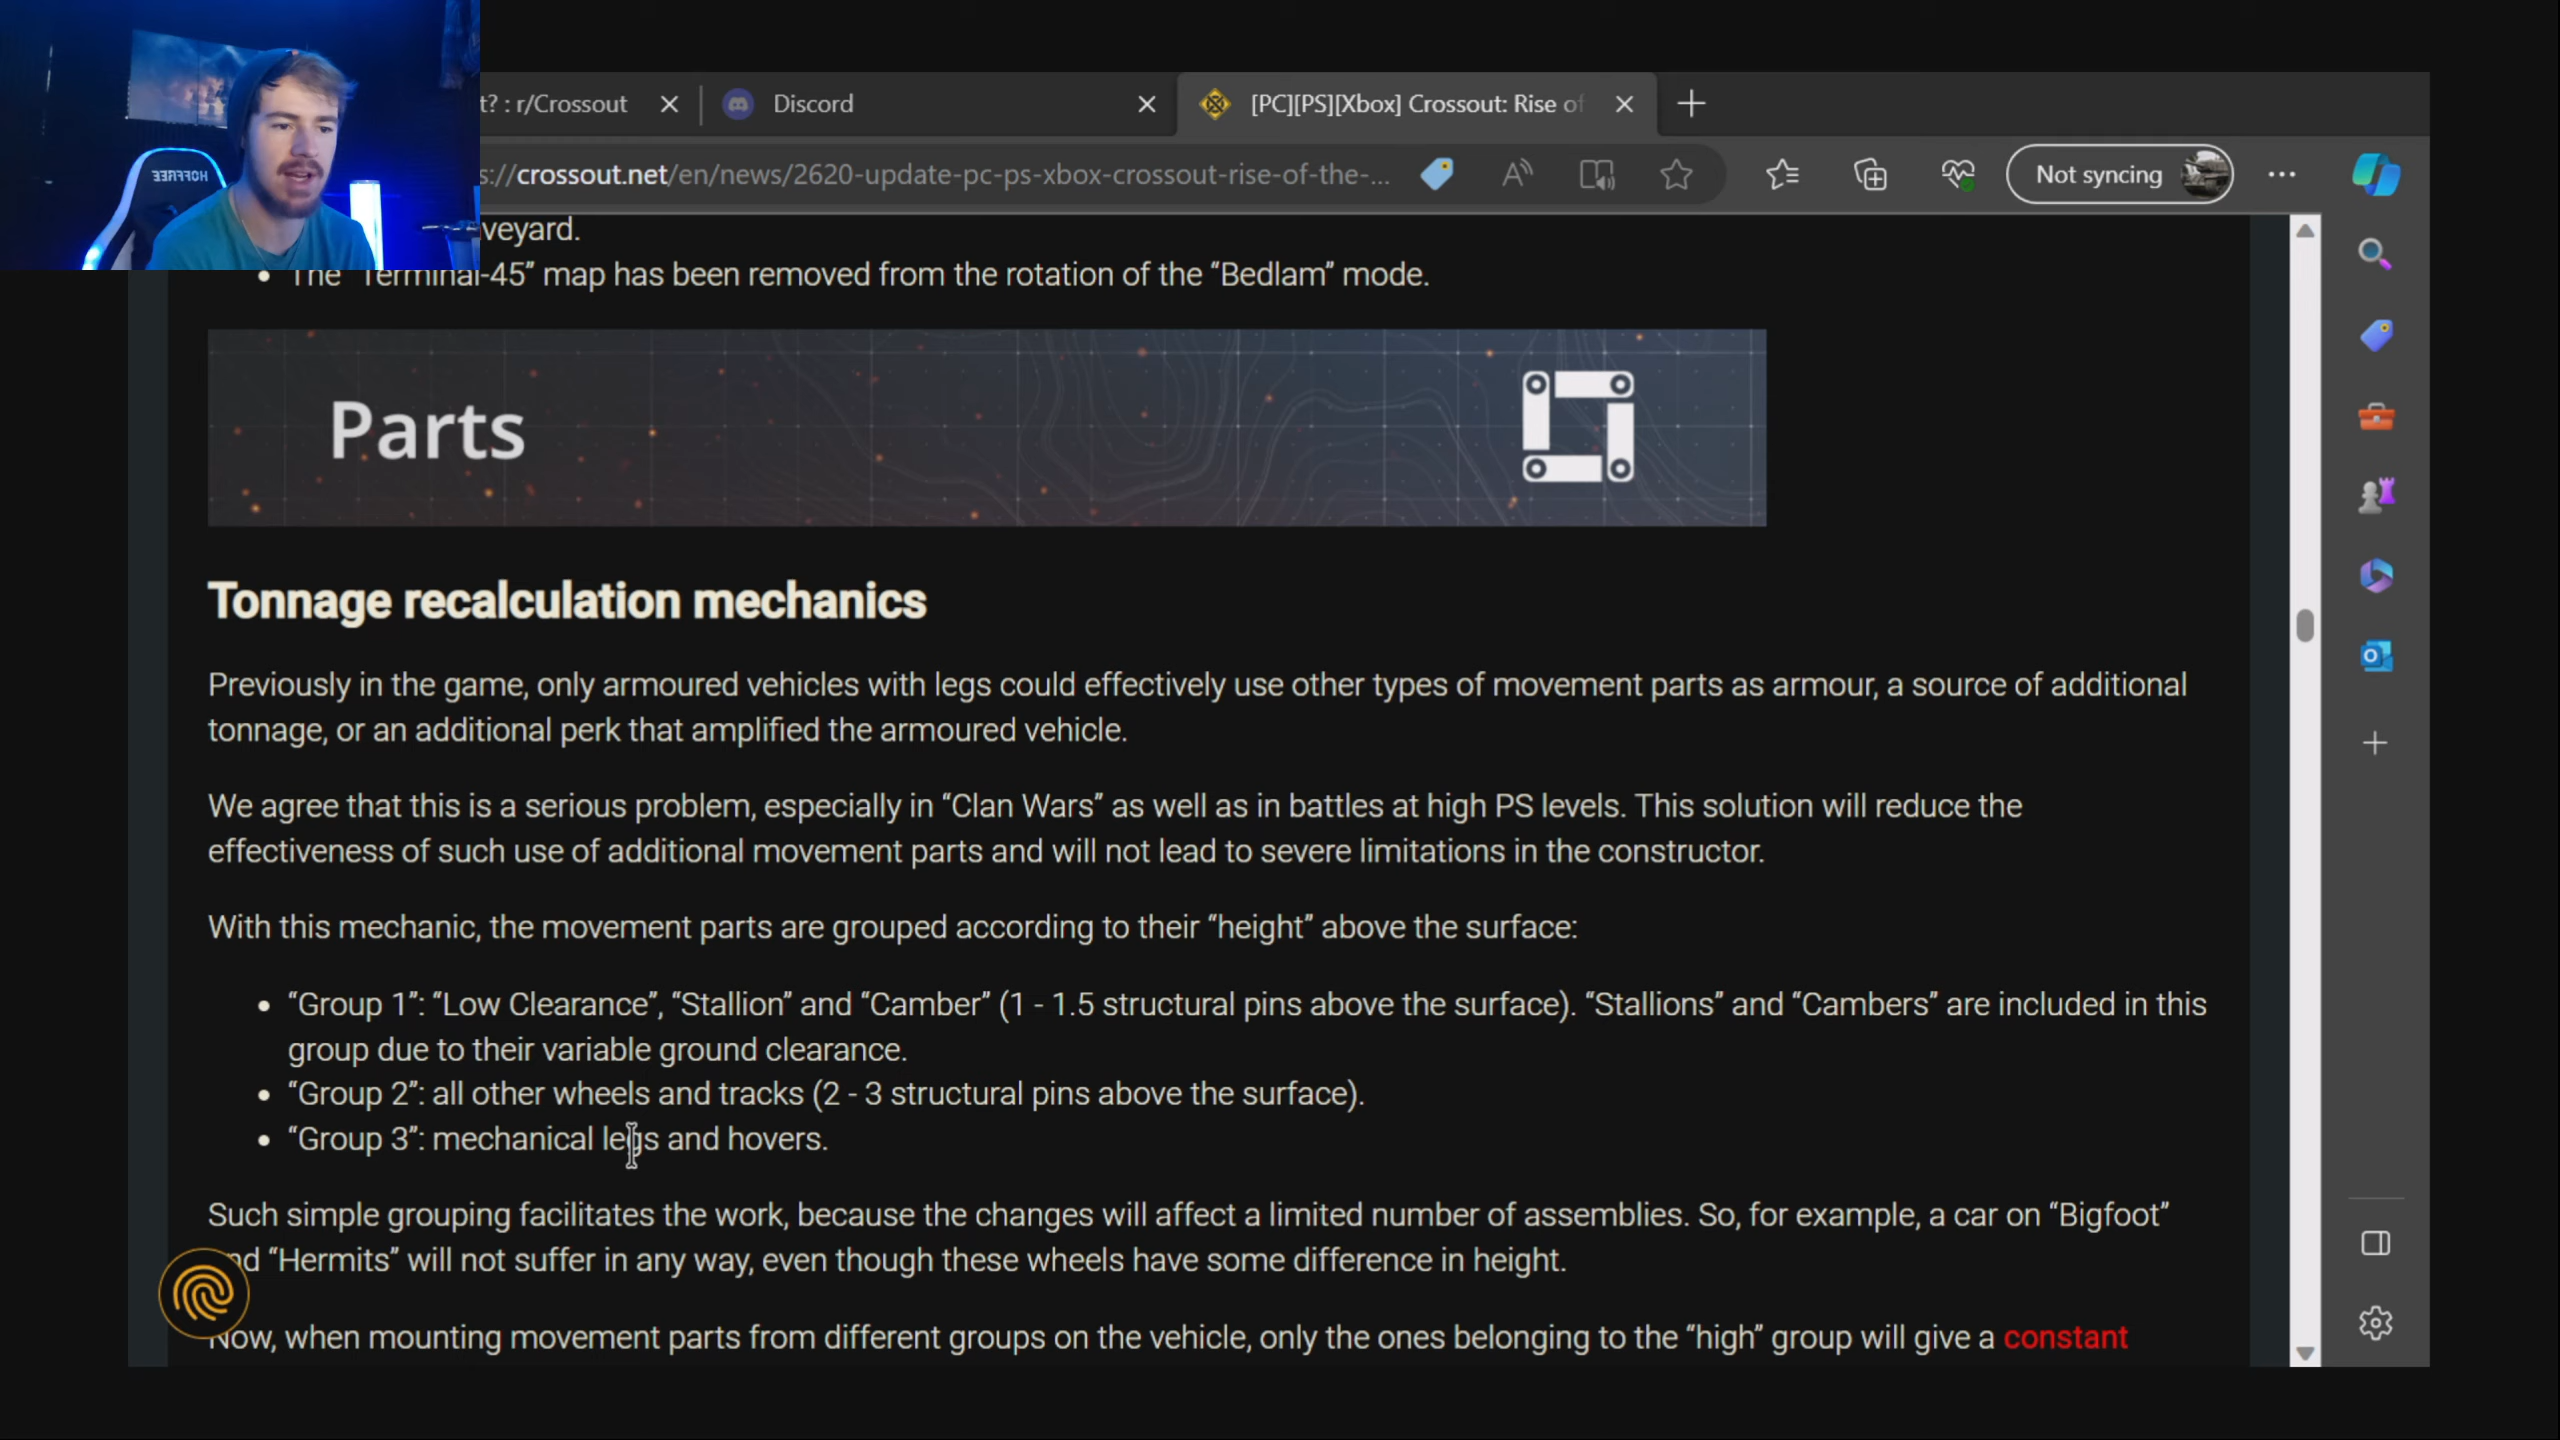 HOFFREE
t? : r/Crossout
Discord
[PC][PS][Xbox] Crossout: Rise of
s://crossout.net/en/news/2620-update-pc-ps-xbox-crossout-rise-of-the-...
Not syncing
veyard.
The “Terminal-45” map has been removed from the rotation of the “Bedlam” mode.
Parts
Tonnage recalculation mechanics
Previously in the game, only armoured vehicles with legs could effectively use other types of movement parts as armour, a source of additional
tonnage, or an additional perk that amplified the armoured vehicle.
We agree that this is a serious problem, especially in “Clan Wars” as well as in battles at high PS levels. This solution will reduce the
effectiveness of such use of additional movement parts and will not lead to severe limitations in the constructor.
With this mechanic, the movement parts are grouped according to their “height” above the surface:
“Group 1”: “Low Clearance”, “Stallion” and “Camber” (1 - 1.5 structural pins above the surface). “Stallions” and “Cambers” are included in this
group due to their variable ground clearance.
“Group 2”: all other wheels and tracks (2 - 3 structural pins above the surface).
“Group 3”: mechanical legs and hovers.
Such simple grouping facilitates the work, because the changes will affect a limited number of assemblies. So, for example, a car on “Bigfoot”
nd “Hermits” will not suffer in any way, even though these wheels have some difference in height.
Now, when mounting movement parts from different groups on the vehicle, only the ones belonging to the “high” group will give a constant